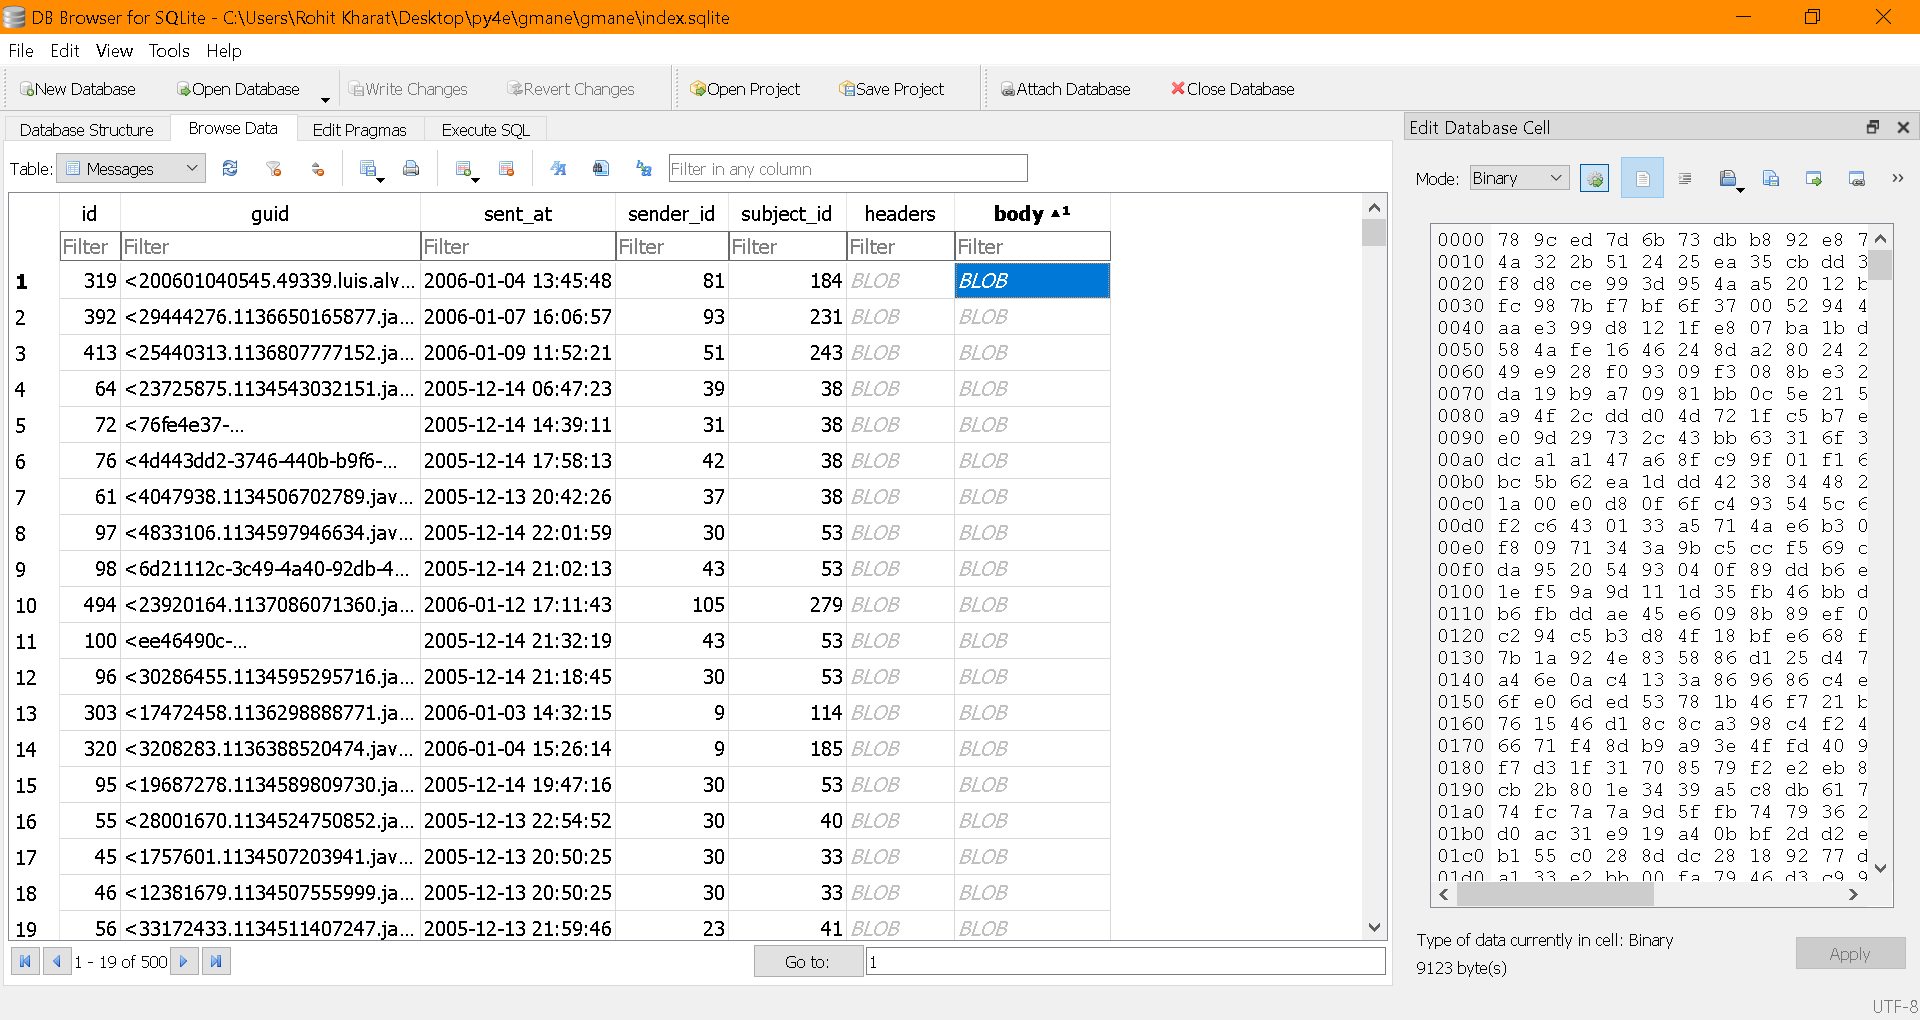 DB Browser for SQLite - C:\Users\Rohit Kharat\Desktop\py4e\gmane\gmane\index.sqlite
File Edit View Tools Help
New Database Open Database Write Changes Revert Changes Open Project Save Project Attach Database Close Database
Database Structure Browse Data Edit Pragmas Execute SQL
Table: Messages Filter in any column
id guid sent_at sender_id subject_id headers body ▲1
Filter Filter Filter Filter Filter Filter Filter
1 319 <200601040545.49339.luis.alv... 2006-01-04 13:45:48 81 184 BLOB BLOB
2 392 <29444276.1136650165877.ja... 2006-01-07 16:06:57 93 231 BLOB BLOB
3 413 <25440313.1136807777152.ja... 2006-01-09 11:52:21 51 243 BLOB BLOB
4 64 <23725875.1134543032151.ja... 2005-12-14 06:47:23 39 38 BLOB BLOB
5 72 <76fe4e37-... 2005-12-14 14:39:11 31 38 BLOB BLOB
6 76 <4d443dd2-3746-440b-b9f6-... 2005-12-14 17:58:13 42 38 BLOB BLOB
7 61 <4047938.1134506702789.jav... 2005-12-13 20:42:26 37 38 BLOB BLOB
8 97 <4833106.1134597946634.jav... 2005-12-14 22:01:59 30 53 BLOB BLOB
9 98 <6d21112c-3c49-4a40-92db-4... 2005-12-14 21:02:13 43 53 BLOB BLOB
10 494 <23920164.1137086071360.ja... 2006-01-12 17:11:43 105 279 BLOB BLOB
11 100 <ee46490c-... 2005-12-14 21:32:19 43 53 BLOB BLOB
12 96 <30286455.1134595295716.ja... 2005-12-14 21:18:45 30 53 BLOB BLOB
13 303 <17472458.1136298888771.ja... 2006-01-03 14:32:15 9 114 BLOB BLOB
14 320 <3208283.1136388520474.jav... 2006-01-04 15:26:14 9 185 BLOB BLOB
15 95 <19687278.1134589809730.ja... 2005-12-14 19:47:16 30 53 BLOB BLOB
16 55 <28001670.1134524750852.ja... 2005-12-13 22:54:52 30 40 BLOB BLOB
17 45 <1757601.1134507203941.jav... 2005-12-13 20:50:25 30 33 BLOB BLOB
18 46 <12381679.1134507555999.ja... 2005-12-13 20:50:25 30 33 BLOB BLOB
19 56 <33172433.1134511407247.ja... 2005-12-13 21:59:46 23 41 BLOB BLOB
1 - 19 of 500 Go to: 1
Edit Database Cell
Mode: Binary
0000 78 9c ed 7d 6b 73 db b8 92 e8 7
0010 4a 32 2b 51 24 25 ea 35 cb dd 3
0020 f8 d8 ce 99 3d 95 4a a5 20 12 b
0030 fc 98 7b f7 bf 6f 37 00 52 94 4
0040 aa e3 99 d8 12 1f e8 07 ba 1b d
0050 58 4a fe 16 46 24 8d a2 80 24 2
0060 49 e9 28 f0 93 09 f3 08 8b e3 2
0070 da 19 b9 a7 09 81 bb 0c 5e 21 5
0080 a9 4f 2c dd d0 4d 72 1f c5 b7 e
0090 e0 9d 29 73 2c 43 bb 63 31 6f 3
00a0 dc a1 a1 47 a6 8f c9 9f 01 f1 6
00b0 bc 5b 62 ea 1d dd 42 38 34 48 2
00c0 1a 00 e0 d8 0f 6f c4 93 54 5c 6
00d0 f2 c6 43 01 33 a5 71 4a e6 b3 0
00e0 f8 09 71 34 3a 9b c5 cc f5 69 c
00f0 da 95 20 54 93 04 0f 89 dd b6 e
0100 1e f5 9a 9d 11 1d 35 fb 46 bb d
0110 b6 fb dd ae 45 e6 09 8b 89 ef 0
0120 c2 94 c5 b3 d8 4f 18 bf e6 68 f
0130 7b 1a 92 4e 83 58 86 d1 25 d4 7
0140 a4 6e 0a c4 13 3a 86 96 86 c4 e
0150 6f e0 6d ed 53 78 1b 46 f7 21 b
0160 76 15 46 d1 8c 8c a3 98 c4 f2 4
0170 66 71 f4 8d b9 a9 3e 4f fd 40 9
0180 f7 d3 1f 31 70 85 79 f2 e2 eb 8
0190 cb 2b 80 1e 34 39 a5 c8 db 61 7
01a0 74 fc 7a 7a 9d 5f fb 74 79 36 2
01b0 d0 ac 31 e9 19 a4 0b bf 2d d2 e
01c0 b1 55 c0 28 8d dc 28 18 92 77 d
01d0 a1 33 e2 bb 00 fa 79 46 d3 c9 9
Type of data currently in cell: Binary
9123 byte(s)
Apply
UTF-8